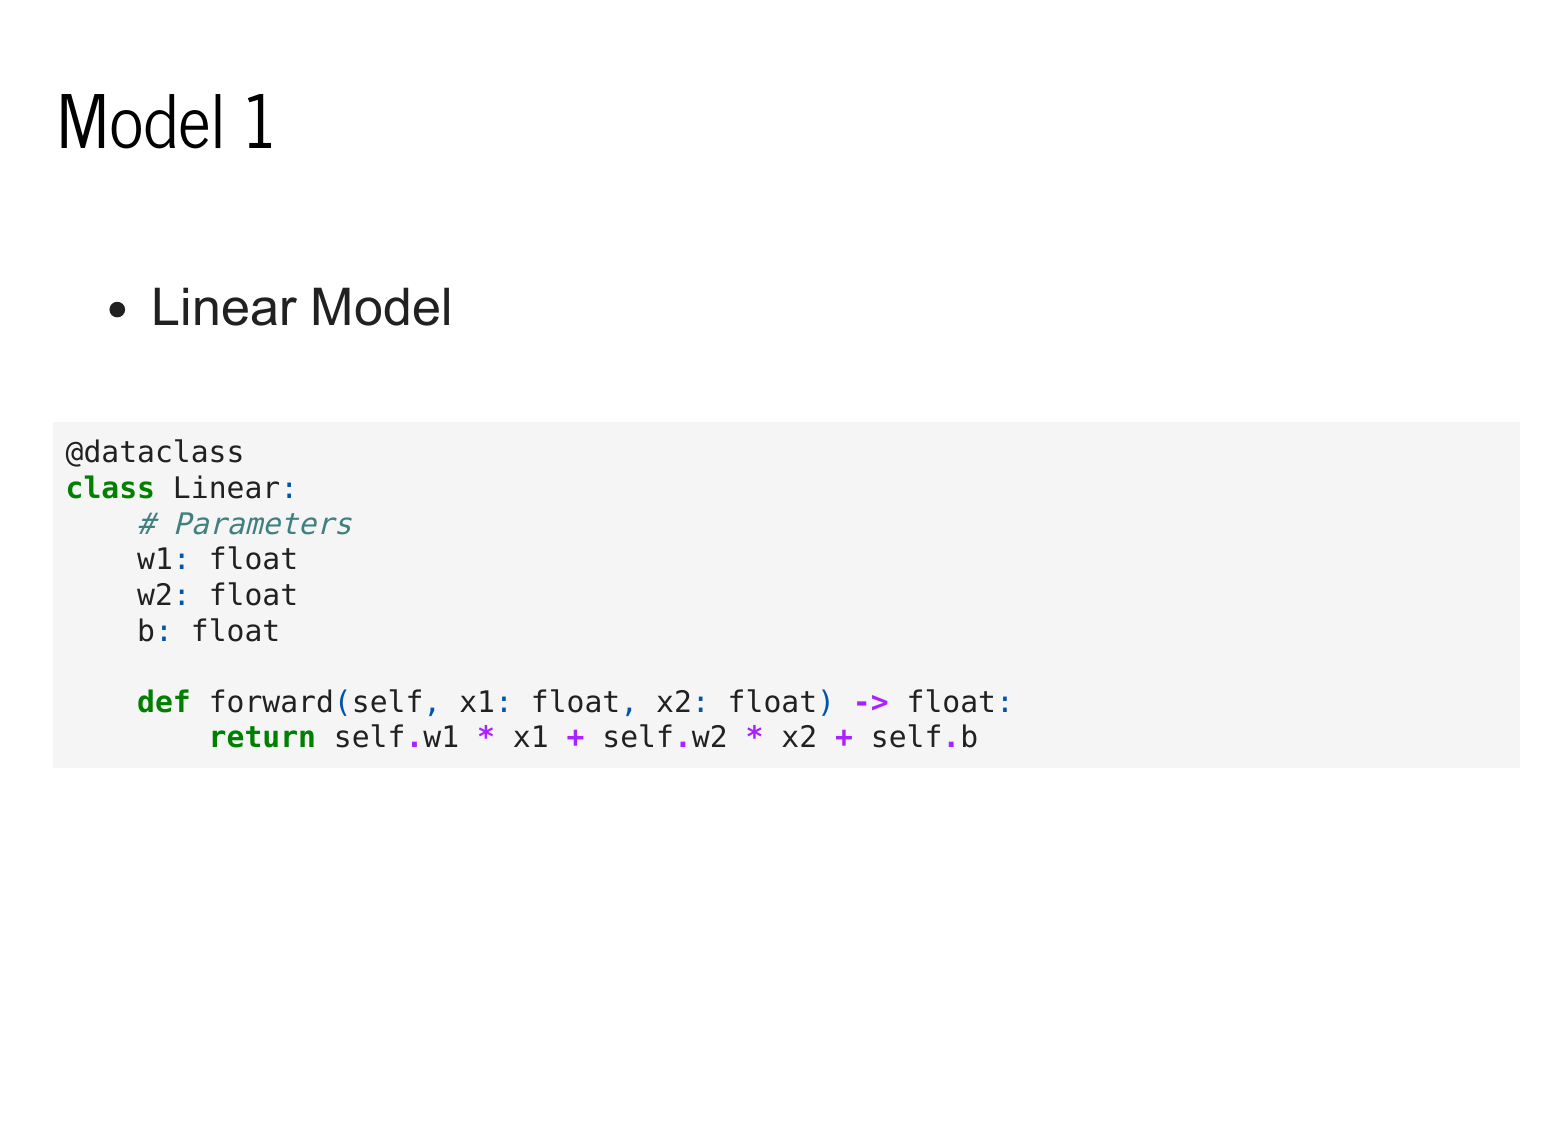 Model 1
• Linear Model
@dataclass
class Linear:
    # Parameters
    w1: float
    w2: float
    b: float

    def forward(self, x1: float, x2: float) -> float:
        return self.w1 * x1 + self.w2 * x2 + self.b